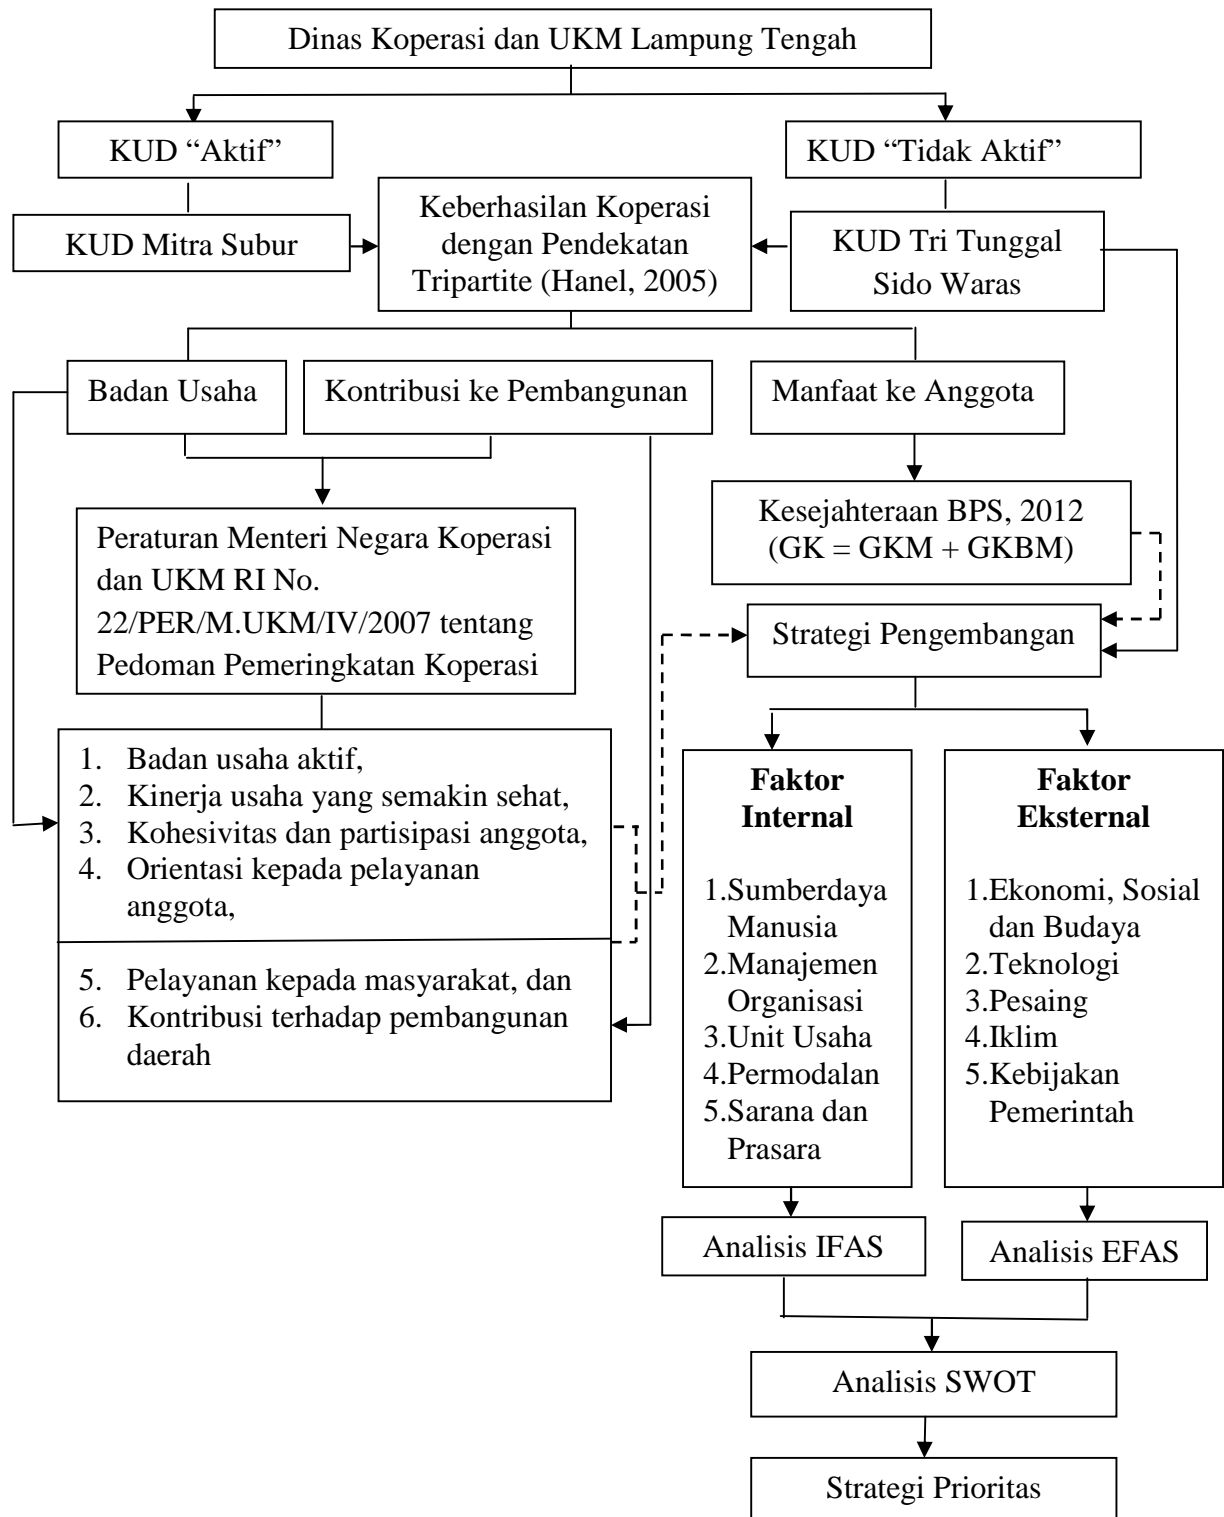 Dinas Koperasi dan UKM Lampung Tengah
KUD “Aktif”
KUD “Tidak Aktif”
KUD Mitra Subur
Keberhasilan Koperasi
dengan Pendekatan
Tripartite (Hanel, 2005)
KUD Tri Tunggal
Sido Waras
Badan Usaha
Kontribusi ke Pembangunan
Manfaat ke Anggota
Peraturan Menteri Negara Koperasi
dan UKM RI No.
22/PER/M.UKM/IV/2007 tentang
Pedoman Pemeringkatan Koperasi
Kesejahteraan BPS, 2012
(GK = GKM + GKBM)
Strategi Pengembangan
1. Badan usaha aktif,
2. Kinerja usaha yang semakin sehat,
3. Kohesivitas dan partisipasi anggota,
4. Orientasi kepada pelayanan
anggota,
5. Pelayanan kepada masyarakat, dan
6. Kontribusi terhadap pembangunan
daerah
Faktor
Internal
1.Sumberdaya
Manusia
2.Manajemen
Organisasi
3.Unit Usaha
4.Permodalan
5.Sarana dan
Prasara
Faktor
Eksternal
1.Ekonomi, Sosial
dan Budaya
2.Teknologi
3.Pesaing
4.Iklim
5.Kebijakan
Pemerintah
Analisis IFAS
Analisis EFAS
Analisis SWOT
Strategi Prioritas